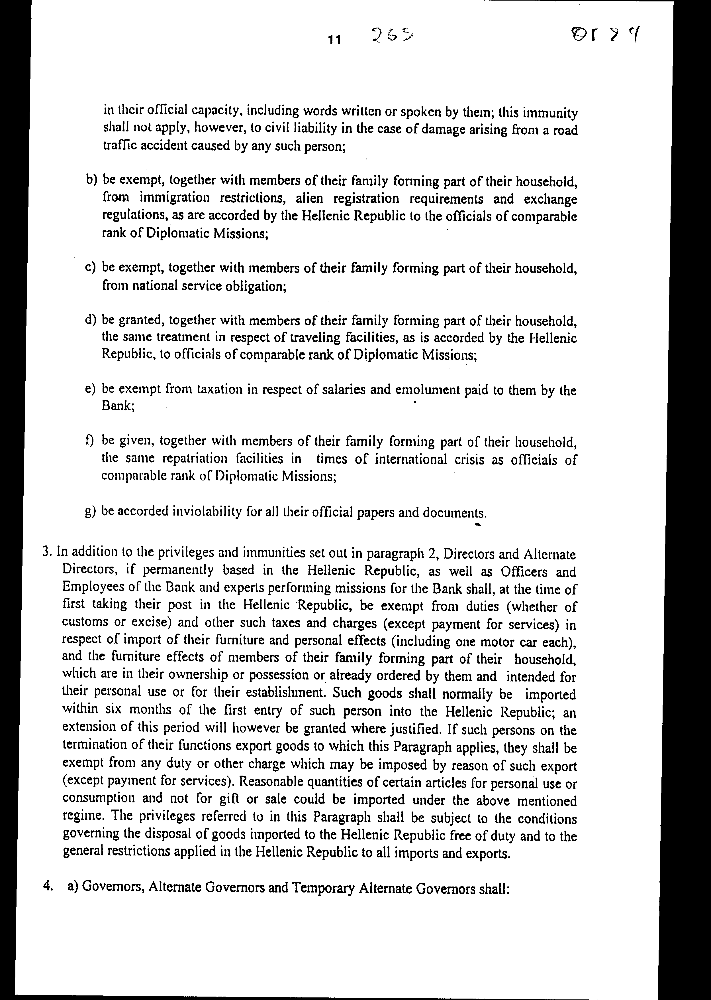 11 265
in their official capacity, including words written or spoken by them; this immunity
shall not apply, however, to civil liability in the case of damage arising from a road
traffic accident caused by any such person;
b) be exempt, together with members of their family forming part of their household,
from immigration restrictions, alien registration requirements and exchange
regulations, as are accorded by the Hellenic Republic to the officials of comparable
rank of Diplomatic Missions;
c) be exempt, together with members of their family forming part of their household,
from national service obligation;
d) be granted, together with members of their family forming part of their household,
the same treatment in respect of traveling facilities, as is accorded by the Hellenic
Republic, to officials of comparable rank of Diplomatic Missions;
e) be exempt from taxation in respect of salaries and emolument paid to them by the
Bank;
f) be given, together with members of their family forming part of their household,
the same repatriation facilities in times of international crisis as officials of
comparable rank of Diplomatic Missions;
g) be accorded inviolability for all their official papers and documents.
3. In addition to the privileges and immunities set out in paragraph 2, Directors and Alternate
Directors, if permanently based in the Hellenic Republic, as well as Officers and
Employees of the Bank and experts performing missions for the Bank shall, at the time of
first taking their post in the Hellenic Republic, be exempt from duties (whether of
customs or excise) and other such taxes and charges (except payment for services) in
respect of import of their furniture and personal effects (including one motor car each),
and the furniture effects of members of their family forming part of their household,
which are in their ownership or possession or already ordered by them and intended for
their personal use or for their establishment. Such goods shall normally be imported
within six months of the first entry of such person into the Hellenic Republic; an
extension of this period will however be granted where justified. If such persons on the
termination of their functions export goods to which this Paragraph applies, they shall be
exempt from any duty or other charge which may be imposed by reason of such export
(except payment for services). Reasonable quantities of certain articles for personal use or
consumption and not for gift or sale could be imported under the above mentioned
regime. The privileges referred to in this Paragraph shall be subject to the conditions
governing the disposal of goods imported to the Hellenic Republic free of duty and to the
general restrictions applied in the Hellenic Republic to all imports and exports.
4. a) Governors, Alternate Governors and Temporary Alternate Governors shall: